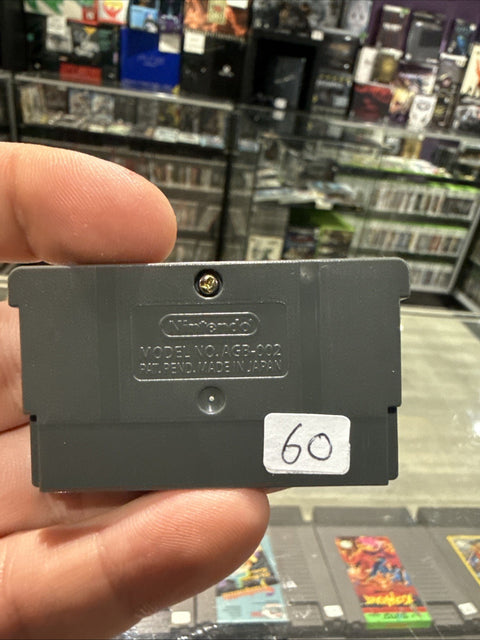 Nintendo
MODEL NO. AGB-002
PAT. PEND. MADE IN JAPAN
60